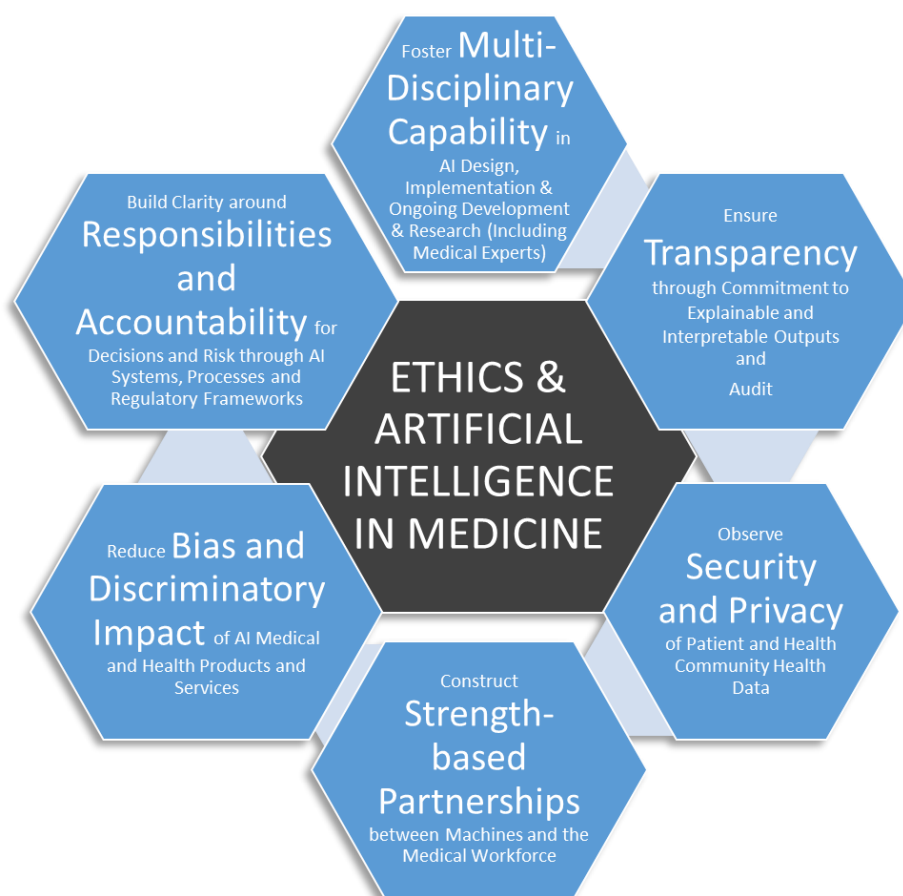 Foster Multi-
Disciplinary
Capability in
AI Design,
Implementation &
Ongoing Development
& Research (Including
Medical Experts)
Ensure
Transparency
through Commitment to
Explainable and
Interpretable Outputs
and
Audit
Observe
Security
and Privacy
of Patient and Health
Community Health
Data
Construct
Strength-
based
Partnerships
between Machines and the
Medical Workforce
Reduce Bias and
Discriminatory
Impact of AI Medical
and Health Products and
Services
Build Clarity around
Responsibilities
and
Accountability for
Decisions and Risk through AI
Systems, Processes and
Regulatory Frameworks
ETHICS &
ARTIFICIAL
INTELLIGENCE
IN MEDICINE